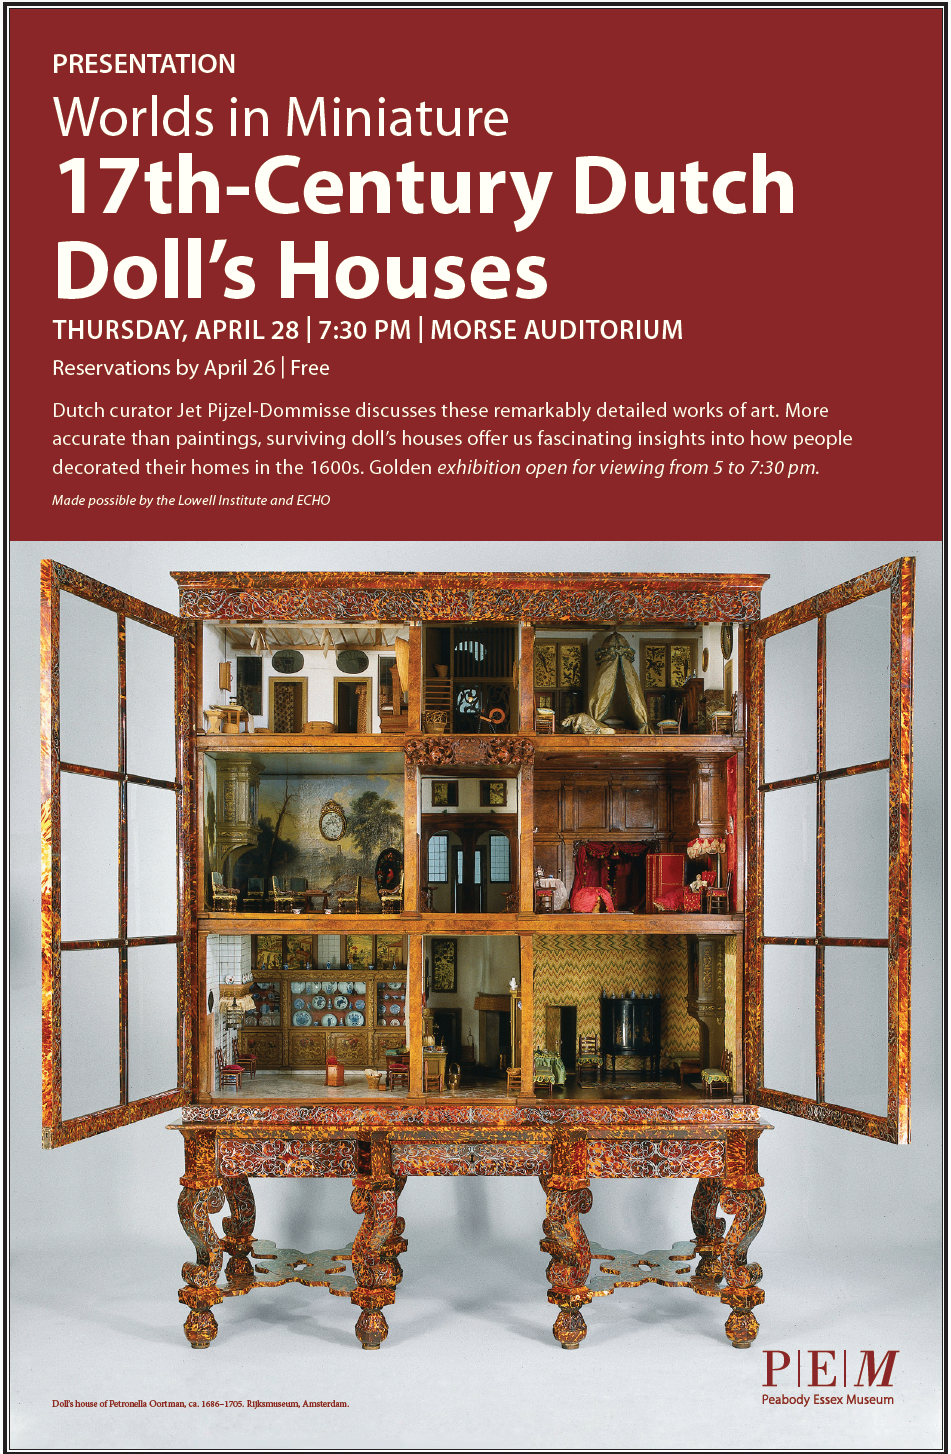 PRESENTATION
Worlds in Miniature
17th-Century Dutch
Doll’s Houses
THURSDAY, APRIL 28 | 7:30 PM | MORSE AUDITORIUM
Reservations by April 26 | Free
Dutch curator Jet Pijzel-Dommisse discusses these remarkably detailed works of art. More
accurate than paintings, surviving doll’s houses offer us fascinating insights into how people
decorated their homes in the 1600s. Golden exhibition open for viewing from 5 to 7:30 pm.
Made possible by the Lowell Institute and ECHO
P|E|M
Peabody Essex Museum
Doll’s house of Petronella Oortman, ca. 1686–1705. Rijksmuseum, Amsterdam.